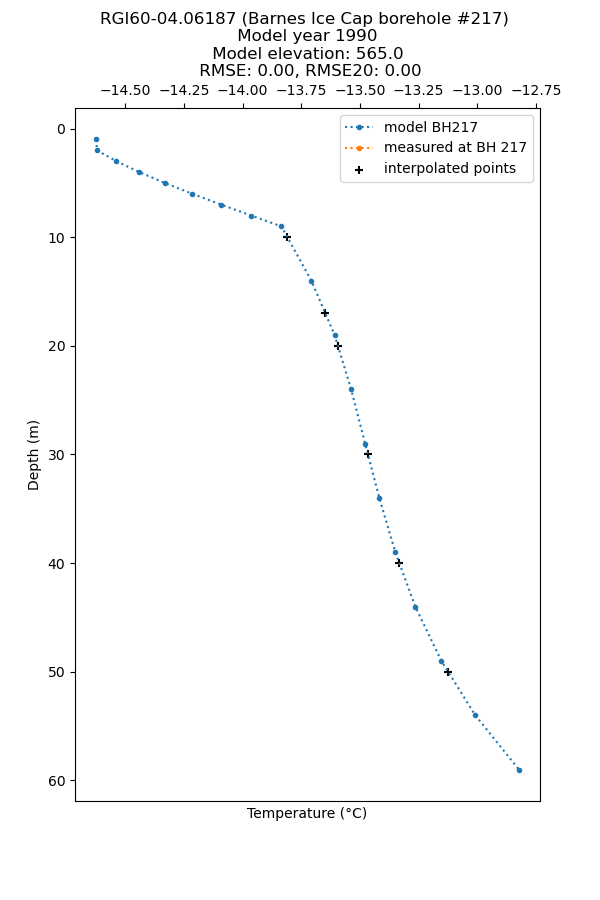 RGI60-04.06187 (Barnes Ice Cap borehole #217)
Model year 1990
Model elevation: 565.0
RMSE: 0.00, RMSE20: 0.00
−14.50 −14.25 −14.00 −13.75 −13.50 −13.25 −13.00 −12.75
model BH217
measured at BH 217
interpolated points
0
10
20
30
40
50
60
Depth (m)
Temperature (°C)